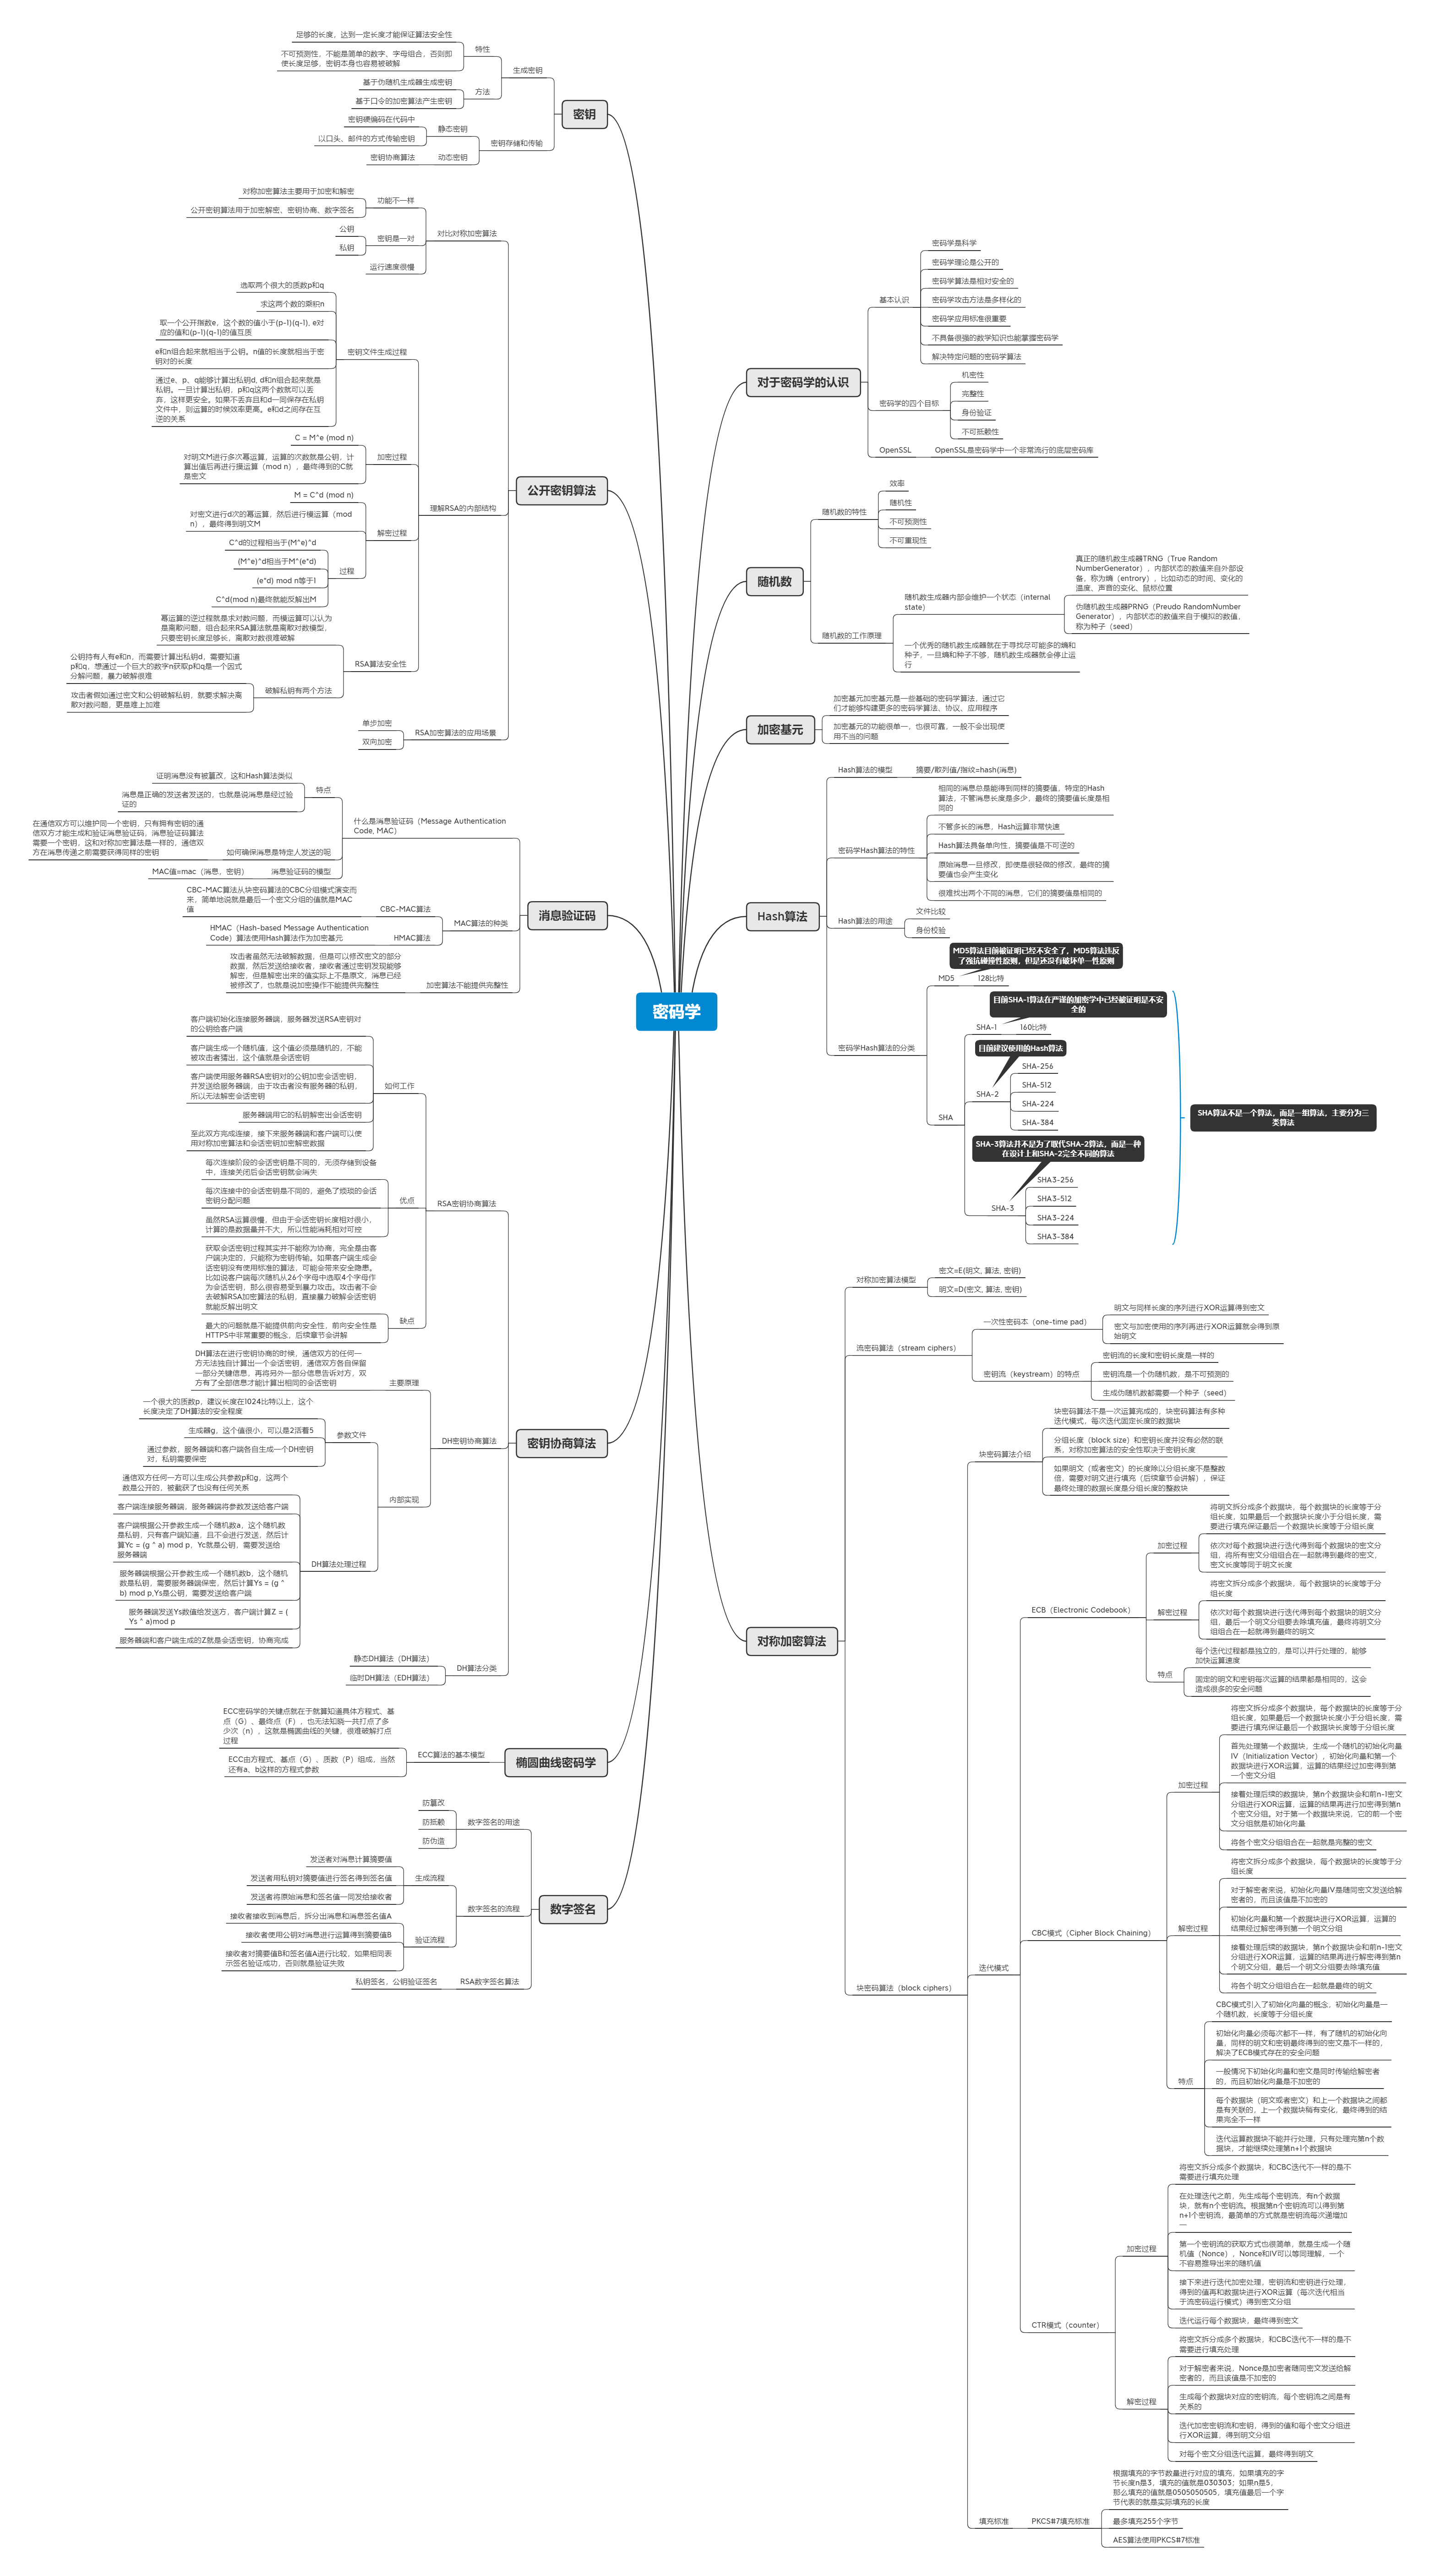 密码学
密钥
生成密钥
特性
足够的长度，达到一定长度才能保证算法安全性
不可预测性，不能是简单的数字、字母组合，否则即
使长度足够，密钥本身也容易被破解
方法
基于伪随机生成器生成密钥
基于口令的加密算法产生密钥
密钥存储和传输
静态密钥
密钥硬编码在代码中
以口头、邮件的方式传输密钥
动态密钥
密钥协商算法
公开密钥算法
对比对称加密算法
功能不一样
对称加密算法主要用于加密和解密
公开密钥算法用于加密解密、密钥协商、数字签名
密钥是一对
公钥
私钥
运行速度很慢
理解RSA的内部结构
密钥文件生成过程
选取两个很大的质数p和q
求这两个数的乘积n
取一个公开指数e，这个数的值小于(p-1)(q-1), e对
应的值和(p-1)(q-1)的值互质
e和n组合起来就相当于公钥。n值的长度就相当于密
钥对的长度
通过e、p、q能够计算出私钥d, d和n组合起来就是
私钥。一旦计算出私钥，p和q这两个数就可以丢
弃，这样更安全。如果不丢弃且和d一同保存在私钥
文件中，则运算的时候效率更高。e和d之间存在互
逆的关系
加密过程
C = M^e (mod n)
对明文M进行多次幂运算，运算的次数就是公钥，计
算出值后再进行摸运算（mod n），最终得到的C就
是密文
解密过程
M = C^d (mod n)
对密文进行d次的幂运算，然后进行模运算（mod
n），最终得到明文M
过程
C^d的过程相当于(M^e)^d
(M^e)^d相当于M^(e*d)
(e*d) mod n等于1
C^d(mod n)最终就能反解出M
RSA算法安全性
幂运算的逆过程就是求对数问题，而模运算可以认为
是离散问题，组合起来RSA算法就是离散对数模型，
只要密钥长度足够长，离散对数很难破解
破解私钥有两个方法
公钥持有人有e和n，而需要计算出私钥，需要知道
p和q，想通过一个巨大的数字n获取p和q是一个因式
分解问题，暴力破解很难
攻击者假如通过密文和公钥破解私钥，就要求解决离
散对数问题，更是难上加难
RSA加密算法的应用场景
单步加密
双向加密
消息验证码
什么是消息验证码（Message Authentication
Code, MAC）
特点
证明消息没有被篡改，这和Hash算法类似
消息是正确的发送者发送的，也就是说消息是经过验
证的
如何确保消息是特定人发送的呢
在通信双方可以维护同一个密钥，只有拥有密钥的通
信双方才能生成和验证消息验证码，消息验证码算法
需要一个密钥，这和对称加密算法是一样的，通信双
方在消息传递之前需要获得同样的密钥
消息验证码的模型
MAC值=mac（消息，密钥）
MAC算法的种类
CBC-MAC算法
CBC-MAC算法从块密码算法的CBC分组模式演变而
来，简单地说就是最后一个密文分组的值就是MAC
值
HMAC算法
HMAC（Hash-based Message Authentication
Code）算法使用Hash算法作为加密基元
加密算法不能提供完整性
攻击者虽然无法破解数据，但是可以修改密文的部分
数据，然后发送给接收者，接收者通过密钥发现能够
解密，但是解密出来的值实际上不是原文，消息已经
被修改了，也就是说加密操作不能提供完整性
密钥协商算法
RSA密钥协商算法
如何工作
客户端初始化连接服务器端，服务器发送RSA密钥对
的公钥给客户端
客户端生成一个随机值，这个值必须是随机的，不能
被攻击者猜出，这个值就是会话密钥
客户端使用服务器RSA密钥对的公钥加密会话密钥，
并发送给服务器端，由于攻击者没有服务器的私钥，
所以无法解密会话密钥
服务器端用它的私钥解密出会话密钥
至此双方完成连接，接下来服务器端和客户端可以使
用对称加密算法和会话密钥加密解密数据
优点
每次连接阶段的会话密钥是不同的，无须存储到设备
中，连接关闭后会话密钥就会消失
每次连接中的会话密钥是不同的，避免了烦琐的会话
密钥分配问题
虽然RSA运算很慢，但由于会话密钥长度相对很小，
计算的是数据量并不大，所以性能消耗相对可控
缺点
获取会话密钥过程其实并不能称为协商，完全是由客
户端决定的，只能称为密钥传输。如果客户端生成会
话密钥没有使用标准的算法，可能会带来安全隐患。
比如说客户端每次随机从26个字母中选取4个字母作
为会话密钥，那么很容易受到暴力攻击。攻击者不会
去破解RSA加密算法的私钥，直接暴力破解会话密钥
就能反解出明文
最大的问题就是不能提供前向安全性，前向安全性是
HTTPS中非常重要的概念，后续章节会讲解
DH密钥协商算法
主要原理
DH算法在进行密钥协商的时候，通信双方的任何一
方无法独自计算出一个会话密钥，通信双方各自保留
一部分关键信息，再将另外一部分信息告诉对方，双
方有了全部信息才能计算出相同的会话密钥
内部实现
参数文件
一个很大的质数p，建议长度在1024比特以上，这个
长度决定了DH算法的安全程度
生成器g，这个值很小，可以是2活着5
通过参数，服务器端和客户端各自生成一个DH密钥
对，私钥需要保密
DH算法处理过程
通信双方任何一方可以生成公共参数p和g，这两个
数是公开的，被截获了也没有任何关系
客户端连接服务器端，服务器端将参数发送给客户端
客户端根据公开参数生成一个随机数a，这个随机数
是私钥，只有客户端知道，且不会进行发送，然后计
算Yc = (g ^ a) mod p，Yc就是公钥，需要发送给
服务器端
服务器端根据公开参数生成一个随机数b，这个随机
数是私钥，需要服务器端保密，然后计算Ys = (g ^
b) mod p,Ys是公钥，需要发送给客户端
服务器端发送Ys数值给发送方，客户端计算Z = (
Ys ^ a)mod p
服务器端和客户端生成的Z就是会话密钥，协商完成
DH算法分类
静态DH算法（DH算法）
临时DH算法（EDH算法）
椭圆曲线密码学
ECC算法的基本模型
ECC密码学的关键点就在于就算知道具体方程式、基
点（G），最终点（F），也无法知晓一共打点了多
少次（n），这就是椭圆曲线的关键，很难破解打点
过程
ECC由方程式、基点（G）、质数（P）组成，当然
还有a、b这样的方程式参数
数字签名
数字签名的用途
防篡改
防抵赖
防伪造
数字签名的流程
生成流程
发送者对消息计算摘要值
发送者用私钥对摘要值进行签名得到签名值
发送者将原始消息和签名值一同发给接收者
验证流程
接收者接收到消息后，拆分出消息和消息签名值A
接收者使用公钥对消息进行运算得到摘要值B
接收者对摘要值B和签名值A进行比较，如果相同表
示签名验证成功，否则就是验证失败
RSA数字签名算法
私钥签名，公钥验证签名
对于密码学的认识
基本认识
密码学是科学
密码学理论是公开的
密码学算法是相对安全的
密码学攻击方法是多样化的
密码学应用标准很重要
不具备很强的数学知识也能掌握密码学
解决特定问题的密码学算法
密码学的四个目标
机密性
完整性
身份验证
不可抵赖性
OpenSSL
OpenSSL是密码学中一个非常流行的底层密码库
随机数
随机数的特性
效率
随机性
不可预测性
不可重现性
随机数的工作原理
随机数生成器内部会维护一个状态（internal
state）
真正的随机数生成器TRNG（True Random
NumberGenerator），内部状态的数值来自外部设
备，称为熵（entrory），比如动态的时间、变化的
温度、声音的变化、鼠标位置
伪随机数生成器PRNG（Preudo RandomNumber
Generator），内部状态的数值来自于模拟的数值，
称为种子（seed）
一个优秀的随机数生成器就在于寻找尽可能多的熵和
种子，一旦熵和种子不够，随机数生成器就会停止运
行
加密基元
加密基元加密基元是一些基础的密码学算法，通过它
们才能够构建更多的密码学算法、协议、应用程序
加密基元的功能很单一，也很可靠，一般不会出现使
用不当的问题
Hash算法
Hash算法的模型
摘要/散列值/指纹=hash(消息)
密码学Hash算法的特性
相同的消息总是能得到同样的摘要值，特定的Hash
算法，不管消息长度是多少，最终的摘要值长度是相
同的
不管多长的消息，Hash运算非常快速
Hash算法具备单向性，摘要值是不可逆的
原始消息一旦修改，即使是很轻微的修改，最终的摘
要值也会产生变化
很难找出两个不同的消息，它们的摘要值是相同的
Hash算法的用途
文件比较
身份校验
密码学Hash算法的分类
MD5算法目前被证明已经不安全了，MD5算法违反
了强抗碰撞性原则，但是还没有破坏单一性原则
MD5
128比特
SHA
目前SHA-1算法在严谨的加密学中已经被证明是不安
全的
SHA-1
160比特
目前建议使用的Hash算法
SHA-2
SHA-256
SHA-512
SHA-224
SHA-384
SHA-3算法并不是为了取代SHA-2算法，而是一种
在设计上和SHA-2完全不同的算法
SHA-3
SHA3-256
SHA3-512
SHA3-224
SHA3-384
SHA算法不是一个算法，而是一组算法，主要分为三
类算法
对称加密算法
对称加密算法模型
密文=E(明文, 算法, 密钥)
明文=D(密文, 算法, 密钥)
流密码算法（stream ciphers）
一次性密码本（one-time pad）
明文与同样长度的序列进行XOR运算得到密文
密文与加密使用的序列再进行XOR运算就会得到原
始明文
密钥流（keystream）的特点
密钥流的长度和密钥长度是一样的
密钥流是一个伪随机数，是不可预测的
生成伪随机数都需要一个种子（seed）
块密码算法（block ciphers）
迭代模式
块密码算法介绍
块密码算法不是一次运算完成的，块密码算法有多种
迭代模式，每次迭代固定长度的数据块
分组长度（block size）和密钥长度并没有必然的联
系，对称加密算法的安全性取决于密钥长度
如果明文（或者密文）的长度除以分组长度不是整数
倍，需要对明文进行填充（后续章节会讲解），保证
最终处理的数据长度是分组长度的整数块
ECB（Electronic Codebook）
加密过程
将明文拆分成多个数据块，每个数据块的长度等于分
组长度，如果最后一个数据块长度小于分组长度，需
要进行填充保证最后一个数据块长度等于分组长度
依次对每个数据块进行迭代得到每个数据块的密文分
组，将所有密文分组组合在一起就得到最终的密文，
密文长度等同于明文长度
解密过程
将密文拆分成多个数据块，每个数据块的长度等于分
组长度
依次对每个数据块进行迭代得到每个数据块的明文分
组，最后一个明文分组要去除填充值，最终将明文分
组组合在一起就得到最终的明文
特点
每个迭代过程都是独立的，是可以并行处理的，能够
加快运算速度
固定的明文和密钥每次运算的结果都是相同的，这会
造成很多的安全问题
CBC模式（Cipher Block Chaining）
加密过程
将密文拆分成多个数据块，每个数据块的长度等于分
组长度，如果最后一个数据块长度小于分组长度，需
要进行填充保证最后一个数据块长度等于分组长度
首先处理第一个数据块，生成一个随机的初始化向量
IV（Initialization Vector），初始化向量和第一个
数据块进行XOR运算，运算的结果经过加密得到第
一个密文分组
接着处理后续的数据块，第n个数据块会和前n-1密文
分组进行XOR运算，运算的结果再进行加密得到第n
个密文分组。对于第一个数据块来说，它的前一个密
文分组就是初始化向量
将各个密文分组组合在一起就是完整的密文
解密过程
将密文拆分成多个数据块，每个数据块的长度等于分
组长度
对于解密者来说，初始化向量IV是随同密文发送给解
密者的，而且该值是不加密的
初始化向量和第一个数据块进行XOR运算，运算的
结果经过解密得到第一个明文分组
接着处理后续的数据块，第n个数据块会和前n-1密文
分组进行XOR运算，运算的结果再进行解密得到第n
个明文分组，最后一个明文分组要去除填充值
将各个明文分组组合在一起就是最终的明文
特点
CBC模式引入了初始化向量的概念，初始化向量是一
个随机数，长度等于分组长度
初始化向量必须每次都不一样，有了随机的初始化向
量，同样的明文和密钥最终得到的密文是不一样的，
解决了ECB模式存在的安全问题
一般情况下初始化向量和密文是同时传输给解密者
的，而且初始化向量是不加密的
每个数据块（明文或者密文）和上一个数据块之间都
是有关联的，上一个数据块稍有变化，最终得到的结
果完全不一样
迭代运算数据块不能并行处理，只有处理完第n个数
据块，才能继续处理第n+1个数据块
CTR模式（counter）
加密过程
将密文拆分成多个数据块，和CBC迭代不一样的是不
需要进行填充处理
在处理迭代之前，先生成每个密钥流，有n个数据
块，就有n个密钥流。根据第n个密钥流可以得到第
n+1个密钥流，最简单的方式就是密钥流每次递增加
一
第一个密钥流的获取方式也很简单，就是生成一个随
机值（Nonce），Nonce和IV可以等同理解，一个
不容易推导出来的随机值
接下来进行迭代加密处理，密钥流和密钥进行处理，
得到的值再和数据块进行XOR运算（每次迭代相当
于流密码运行模式）得到密文分组
迭代运行每个数据块，最终得到密文
解密过程
将密文拆分成多个数据块，和CBC迭代不一样的是不
需要进行填充处理
对于解密者来说，Nonce是加密者随同密文发送给解
密者的，而且该值是不加密的
生成每个数据块对应的密钥流，每个密钥流之间是有
关系的
迭代加密密钥流和密钥，得到的值和每个密文分组进
行XOR运算，得到明文分组
对每个密文分组迭代运算，最终得到明文
填充标准
PKCS#7填充标准
根据填充的字节数量进行对应的填充，如果填充的字
节长度n是3，填充的值就是030303；如果n是5，
那么填充的值就是0505050505，填充值最后一个字
节代表的就是实际填充的长度
最多填充255个字节
AES算法使用PKCS#7标准